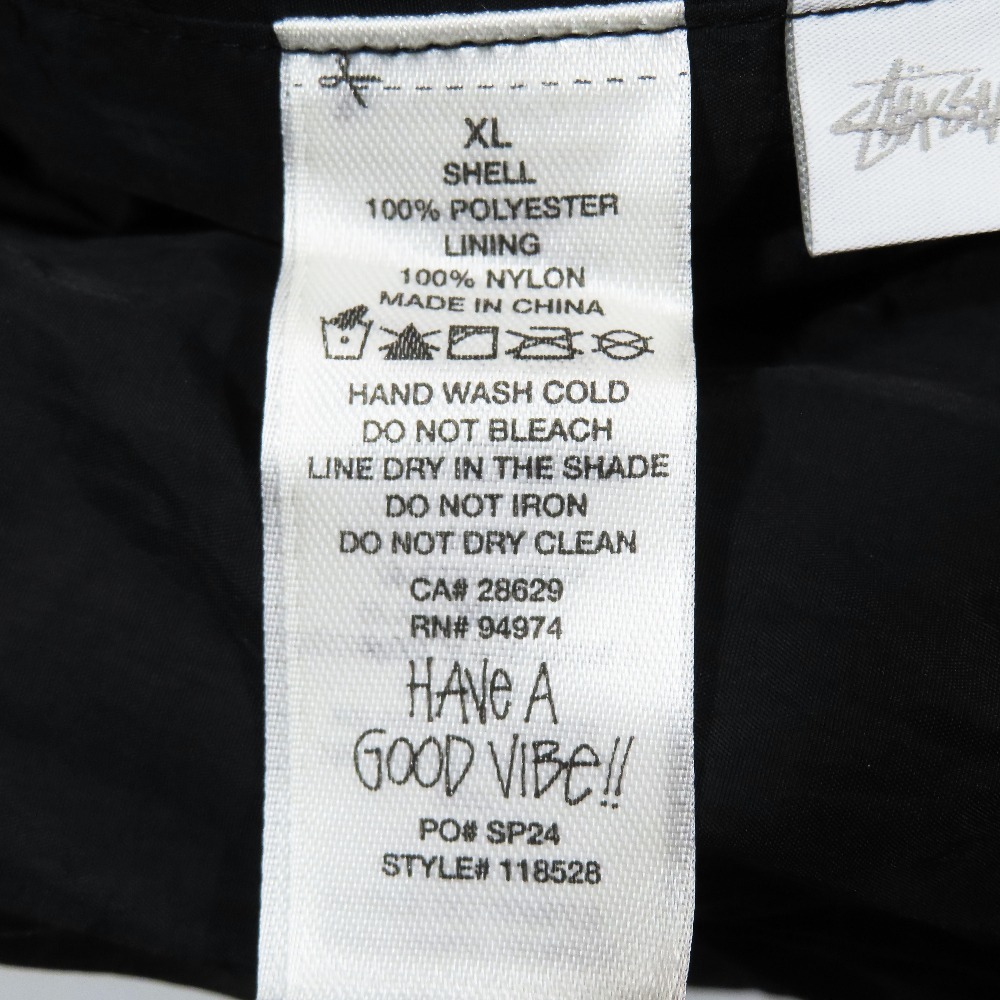 XL
SHELL
100% POLYESTER
LINING
100% NYLON
MADE IN CHINA
HAND WASH COLD
DO NOT BLEACH
LINE DRY IN THE SHADE
DO NOT IRON
DO NOT DRY CLEAN
CA# 28629
RN# 94974
HAVe A
GOOD VIBe!!
PO# SP24
STYLE# 118528